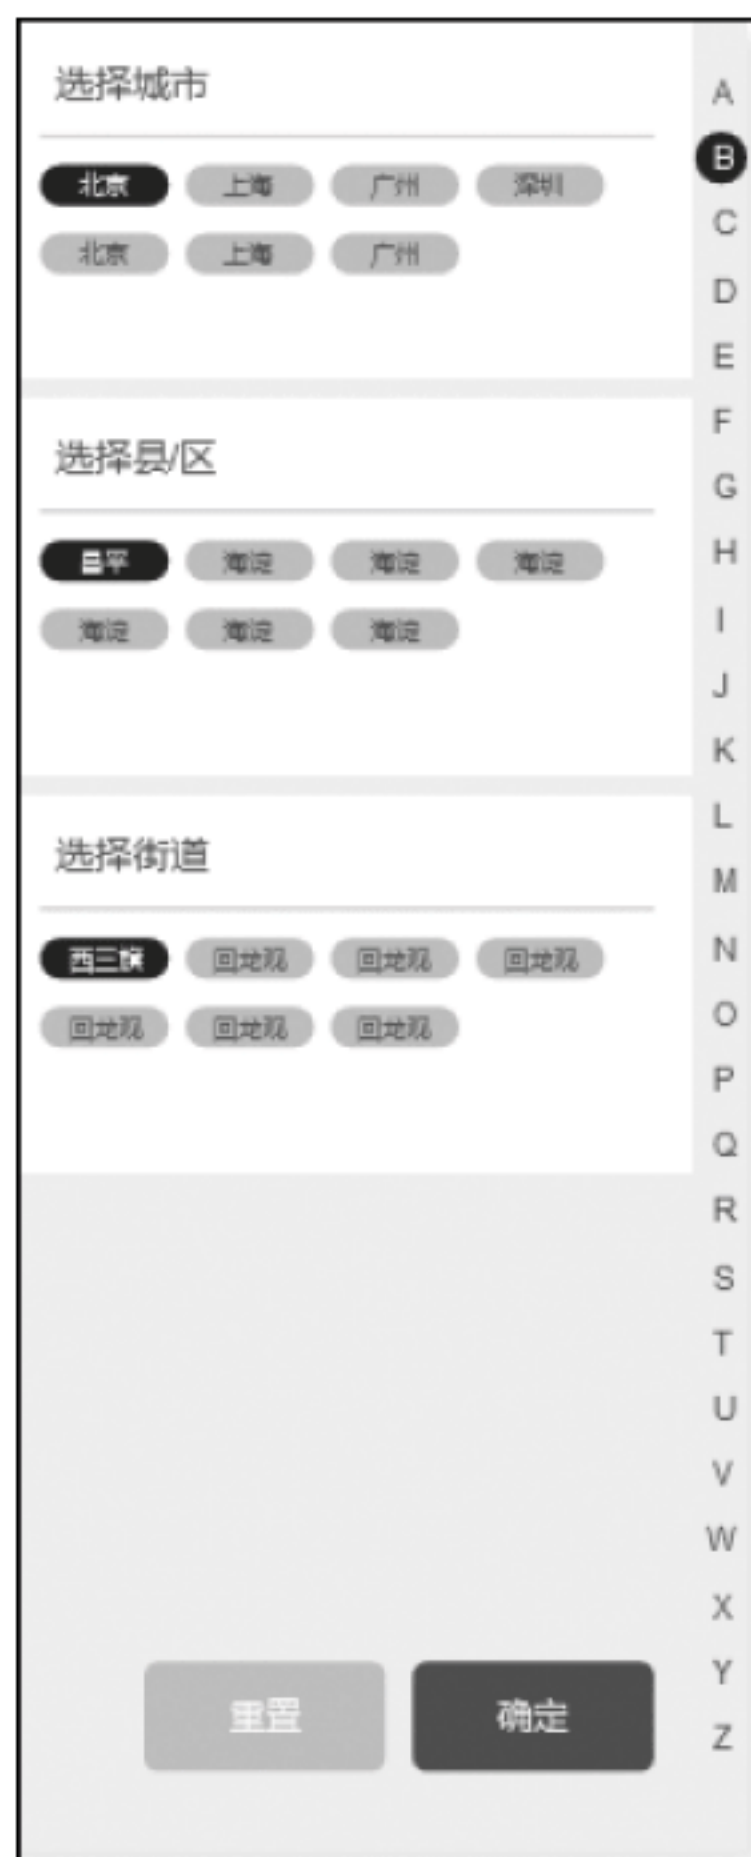 选择城市
北京 上海 广州 深圳
北京 上海 广州
选择县/区
昌平 海淀 海淀 海淀
海淀 海淀 海淀
选择街道
西三旗 回龙观 回龙观 回龙观
回龙观 回龙观 回龙观
重置 确定
A
B
C
D
E
F
G
H
I
J
K
L
M
N
O
P
Q
R
S
T
U
V
W
X
Y
Z